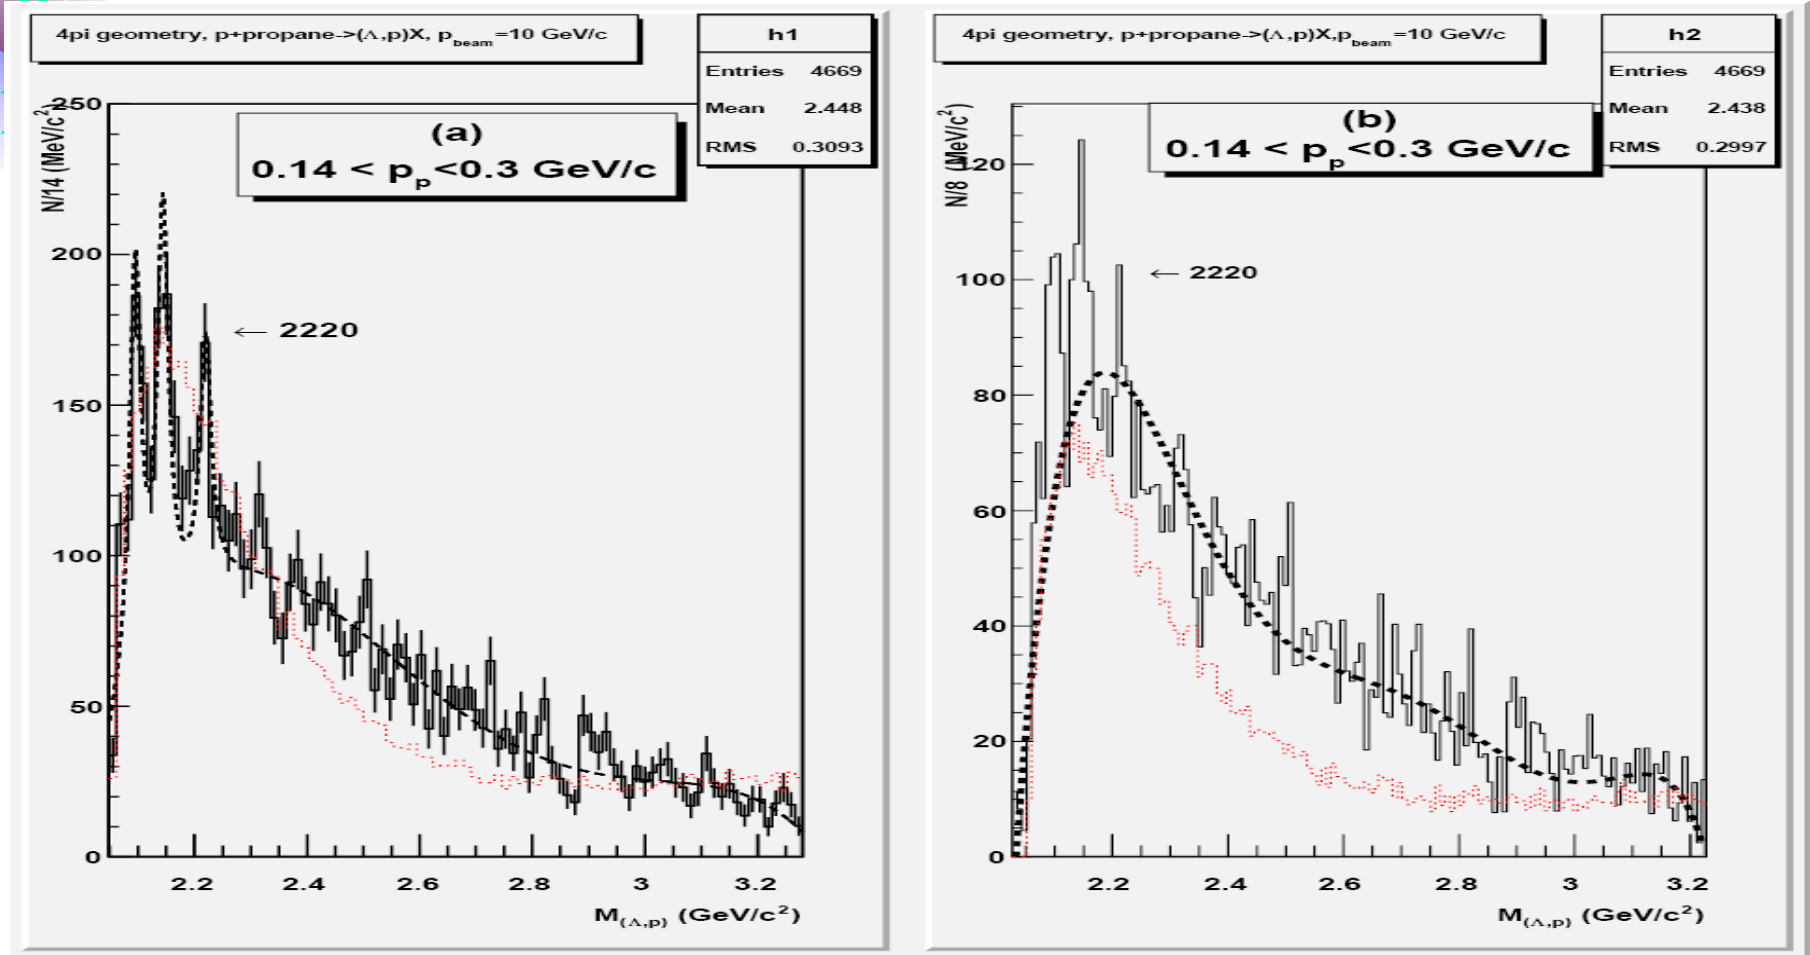 4pi geometry, p+propane->(Λ,p)X, p_beam=10 GeV/c
h1
Entries 4669
Mean 2.448
RMS 0.3093
(a)
0.14 < p_p<0.3 GeV/c
N/14 (MeV/c²)
250
200
150
100
50
0
← 2220
2.2 2.4 2.6 2.8 3 3.2
M_(Λ,p) (GeV/c²)
4pi geometry, p+propane->(Λ,p)X,p_beam=10 GeV/c
h2
Entries 4669
Mean 2.438
RMS 0.2997
(b)
0.14 < p_p<0.3 GeV/c
N/8 (MeV/c²)
120
100
80
60
40
20
0
← 2220
2.2 2.4 2.6 2.8 3 3.2
M_(Λ,p) (GeV/c²)